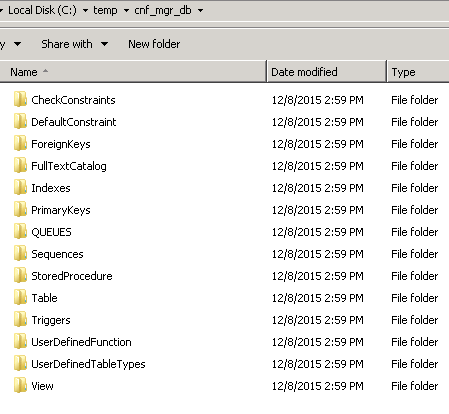 Local Disk (C:) temp cnf_mgr_db
y Share with New folder
Name Date modified Type
CheckConstraints 12/8/2015 2:59 PM File folder
DefaultConstraint 12/8/2015 2:59 PM File folder
ForeignKeys 12/8/2015 2:59 PM File folder
FullTextCatalog 12/8/2015 2:59 PM File folder
Indexes 12/8/2015 2:59 PM File folder
PrimaryKeys 12/8/2015 2:59 PM File folder
QUEUES 12/8/2015 2:59 PM File folder
Sequences 12/8/2015 2:59 PM File folder
StoredProcedure 12/8/2015 2:59 PM File folder
Table 12/8/2015 2:59 PM File folder
Triggers 12/8/2015 2:59 PM File folder
UserDefinedFunction 12/8/2015 2:59 PM File folder
UserDefinedTableTypes 12/8/2015 2:59 PM File folder
View 12/8/2015 2:59 PM File folder